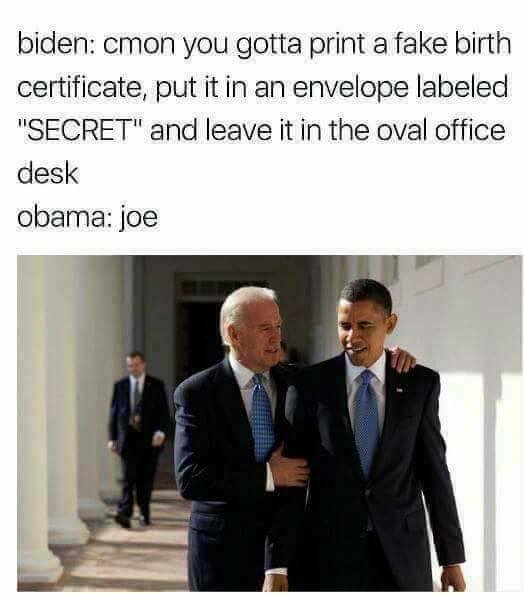 biden: cmon you gotta print a fake birth
certificate, put it in an envelope labeled
"SECRET" and leave it in the oval office
desk
obama: joe